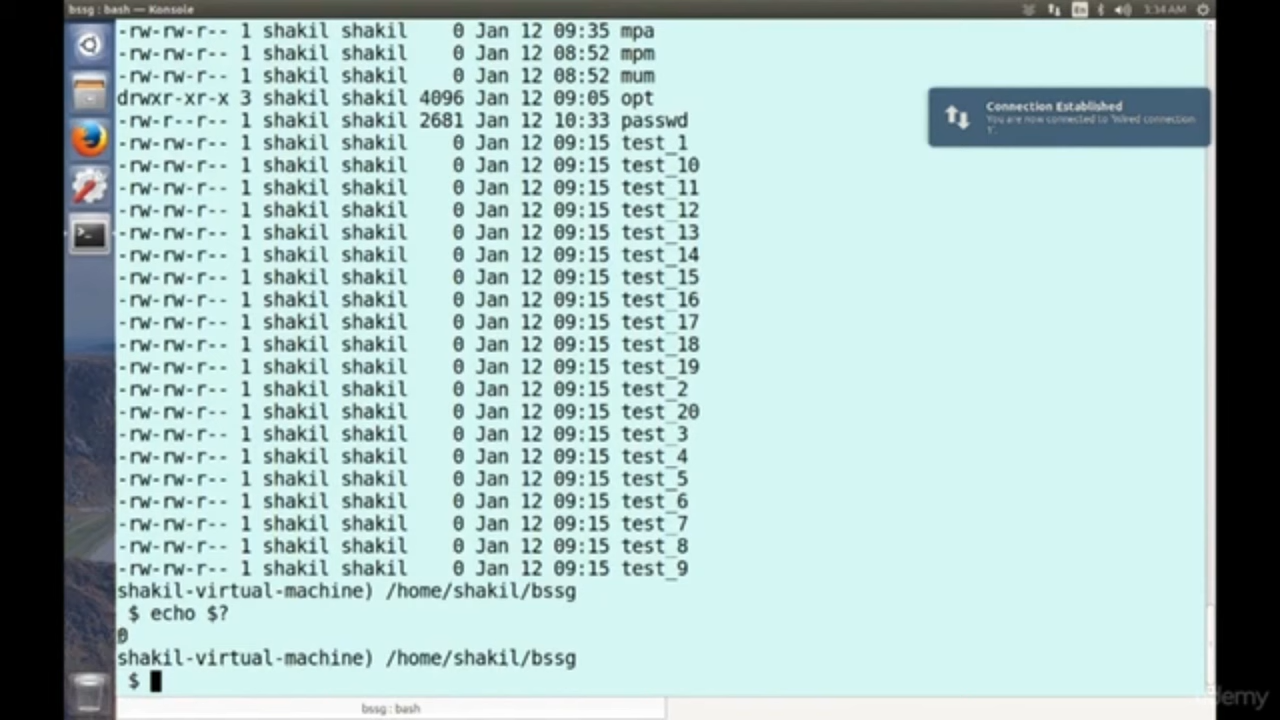 bssg : bash — Konsole
En
3:34 AM
-rw-rw-r-- 1 shakil shakil    0 Jan 12 09:35 mpa
-rw-rw-r-- 1 shakil shakil    0 Jan 12 08:52 mpm
-rw-rw-r-- 1 shakil shakil    0 Jan 12 08:52 mum
drwxr-xr-x 3 shakil shakil 4096 Jan 12 09:05 opt
-rw-r--r-- 1 shakil shakil 2681 Jan 12 10:33 passwd
-rw-rw-r-- 1 shakil shakil    0 Jan 12 09:15 test_1
-rw-rw-r-- 1 shakil shakil    0 Jan 12 09:15 test_10
-rw-rw-r-- 1 shakil shakil    0 Jan 12 09:15 test_11
-rw-rw-r-- 1 shakil shakil    0 Jan 12 09:15 test_12
-rw-rw-r-- 1 shakil shakil    0 Jan 12 09:15 test_13
-rw-rw-r-- 1 shakil shakil    0 Jan 12 09:15 test_14
-rw-rw-r-- 1 shakil shakil    0 Jan 12 09:15 test_15
-rw-rw-r-- 1 shakil shakil    0 Jan 12 09:15 test_16
-rw-rw-r-- 1 shakil shakil    0 Jan 12 09:15 test_17
-rw-rw-r-- 1 shakil shakil    0 Jan 12 09:15 test_18
-rw-rw-r-- 1 shakil shakil    0 Jan 12 09:15 test_19
-rw-rw-r-- 1 shakil shakil    0 Jan 12 09:15 test_2
-rw-rw-r-- 1 shakil shakil    0 Jan 12 09:15 test_20
-rw-rw-r-- 1 shakil shakil    0 Jan 12 09:15 test_3
-rw-rw-r-- 1 shakil shakil    0 Jan 12 09:15 test_4
-rw-rw-r-- 1 shakil shakil    0 Jan 12 09:15 test_5
-rw-rw-r-- 1 shakil shakil    0 Jan 12 09:15 test_6
-rw-rw-r-- 1 shakil shakil    0 Jan 12 09:15 test_7
-rw-rw-r-- 1 shakil shakil    0 Jan 12 09:15 test_8
-rw-rw-r-- 1 shakil shakil    0 Jan 12 09:15 test_9
shakil-virtual-machine) /home/shakil/bssg
 $ echo $?
0
shakil-virtual-machine) /home/shakil/bssg
 $
Connection Established
You are now connected to 'Wired connection
1'.
bssg : bash
demy